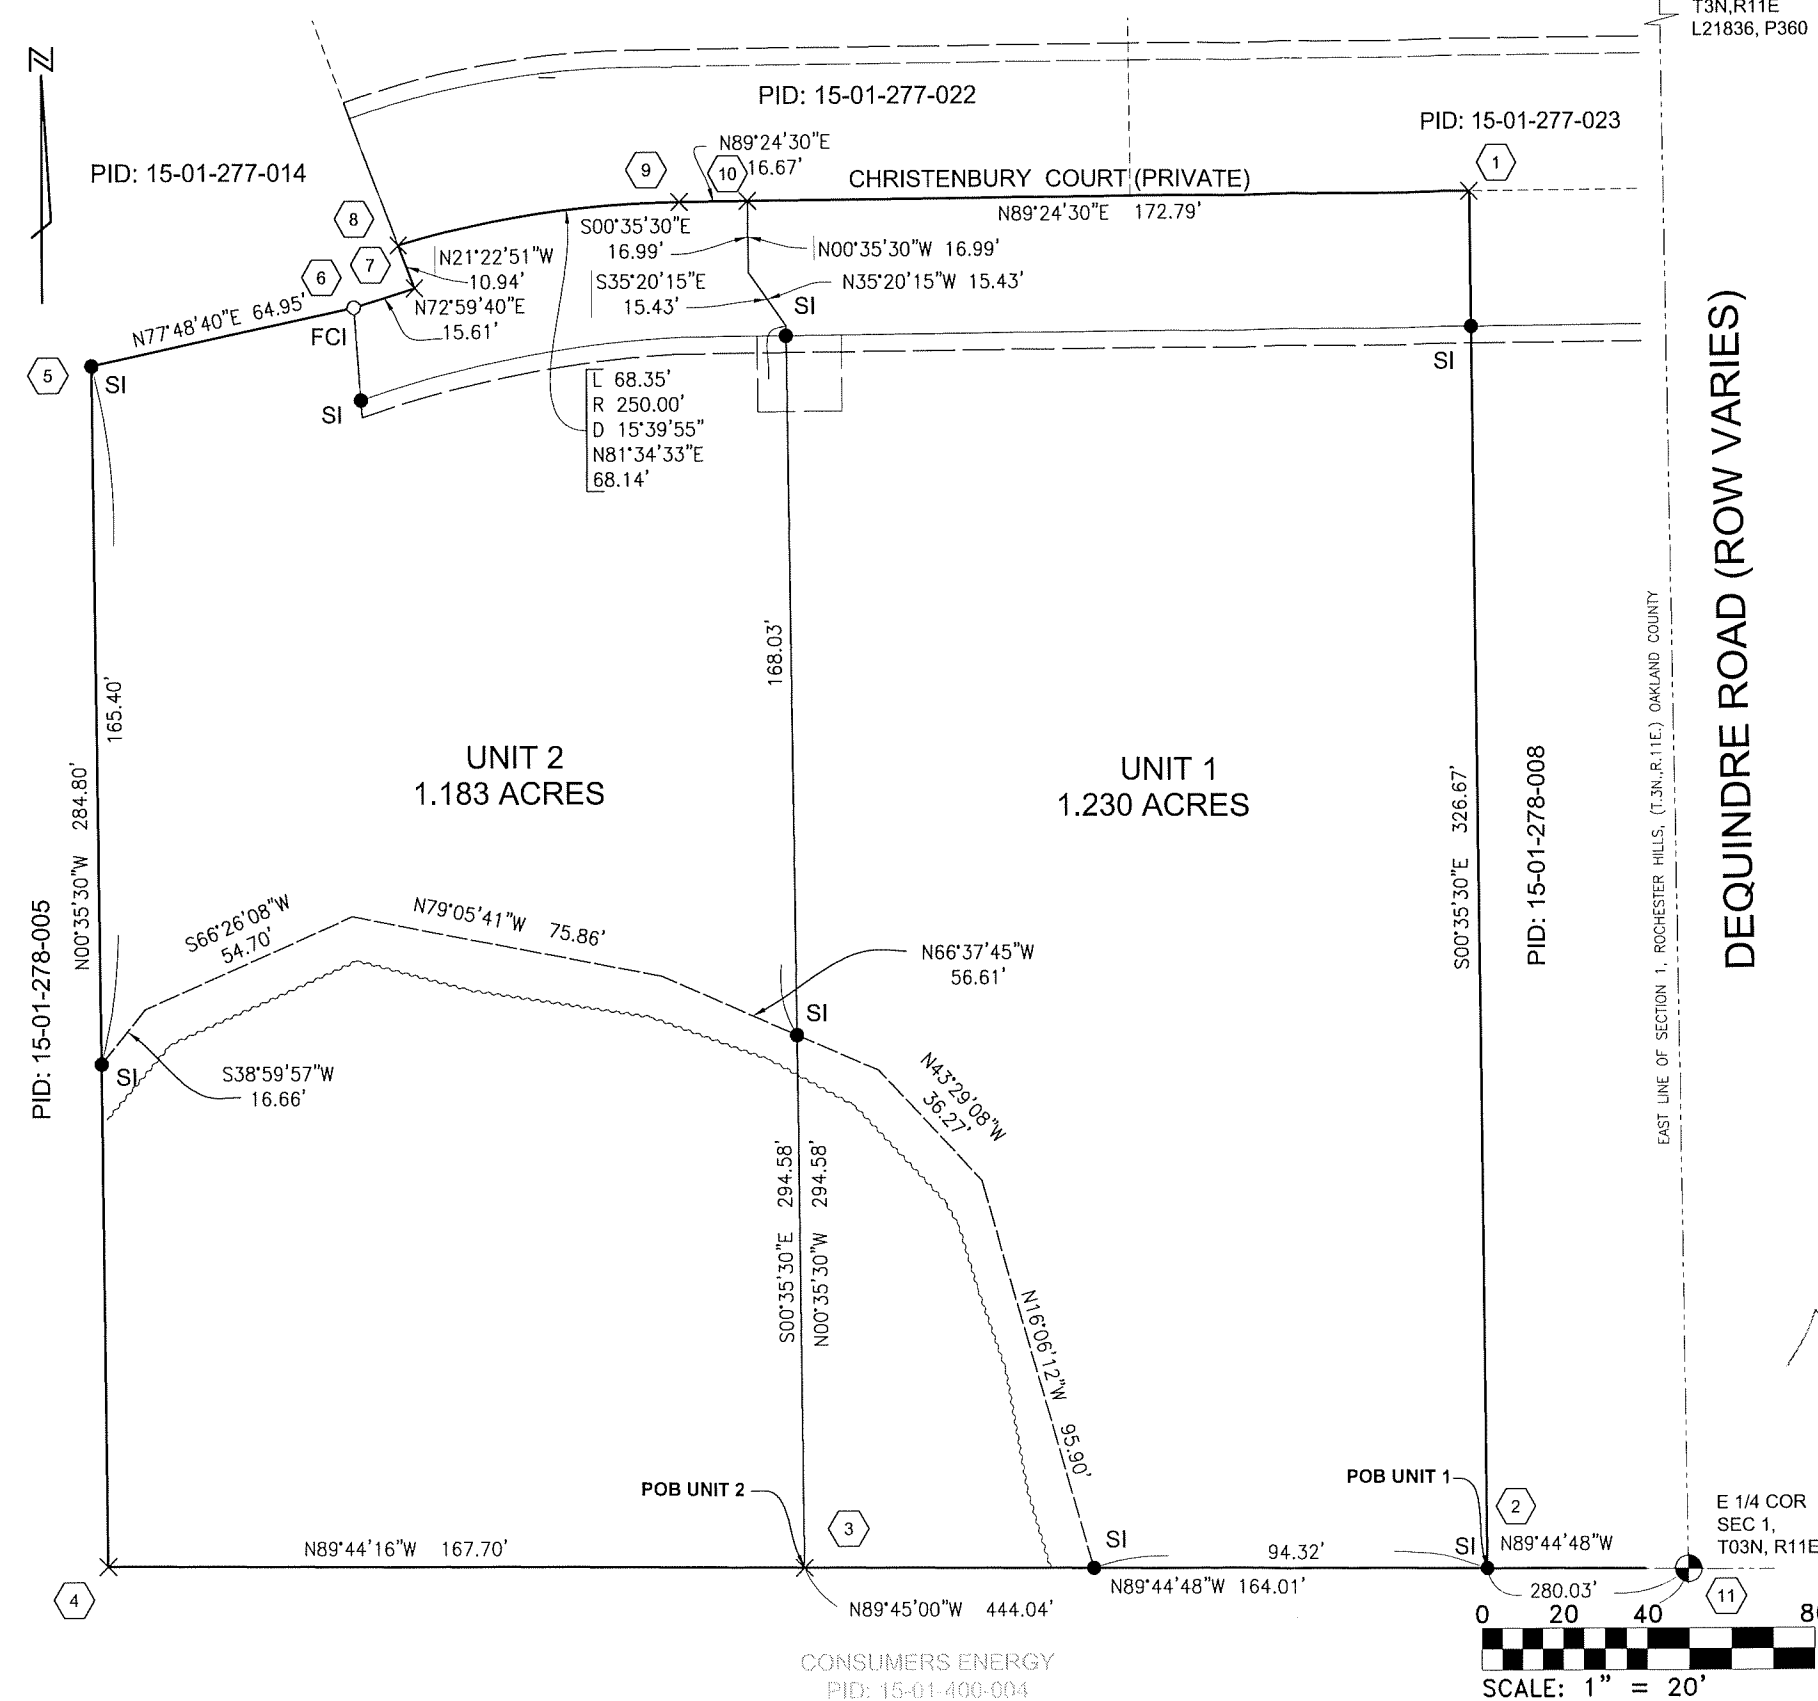 T3N,R11E
L21836, P360
N
PID: 15-01-277-022
PID: 15-01-277-023
PID: 15-01-277-014
N89°24'30"E
16.67'
9
10
1
CHRISTENBURY COURT (PRIVATE)
N89°24'30"E 172.79'
8
7
6
5
S00°35'30"E
16.99'
N00°35'30"W 16.99'
N21°22'51"W
10.94'
S35°20'15"E
15.43'
N35°20'15"W 15.43'
N77°48'40"E 64.95'
N72°59'40"E
15.61'
FCI
SI
SI
SI
SI
L 68.35'
R 250.00'
D 15°39'55"
N81°34'33"E
68.14'
DEQUINDRE ROAD (ROW VARIES)
EAST LINE OF SECTION 1, ROCHESTER HILLS, (T.3N.,R.11E.) OAKLAND COUNTY
168.03'
165.40'
N00°35'30"W 284.80'
UNIT 2
1.183 ACRES
UNIT 1
1.230 ACRES
S00°35'30"E 326.67'
PID: 15-01-278-008
PID: 15-01-278-005
S66°26'08"W
54.70'
N79°05'41"W 75.86'
N66°37'45"W
56.61'
SI
SI
S38°59'57"W
16.66'
N43°29'08"W
36.27'
S00°35'30"E 294.58'
N00°35'30"W 294.58'
N16°06'12"W 95.90'
POB UNIT 2
POB UNIT 1
3
2
E 1/4 COR
SEC 1,
T03N, R11E
N89°44'16"W 167.70'
SI
94.32'
SI
N89°44'48"W
N89°44'48"W 164.01'
280.03'
4
11
N89°45'00"W 444.04'
0 20 40
SCALE: 1" = 20'
CONSUMERS ENERGY
PID: 15-01-400-004